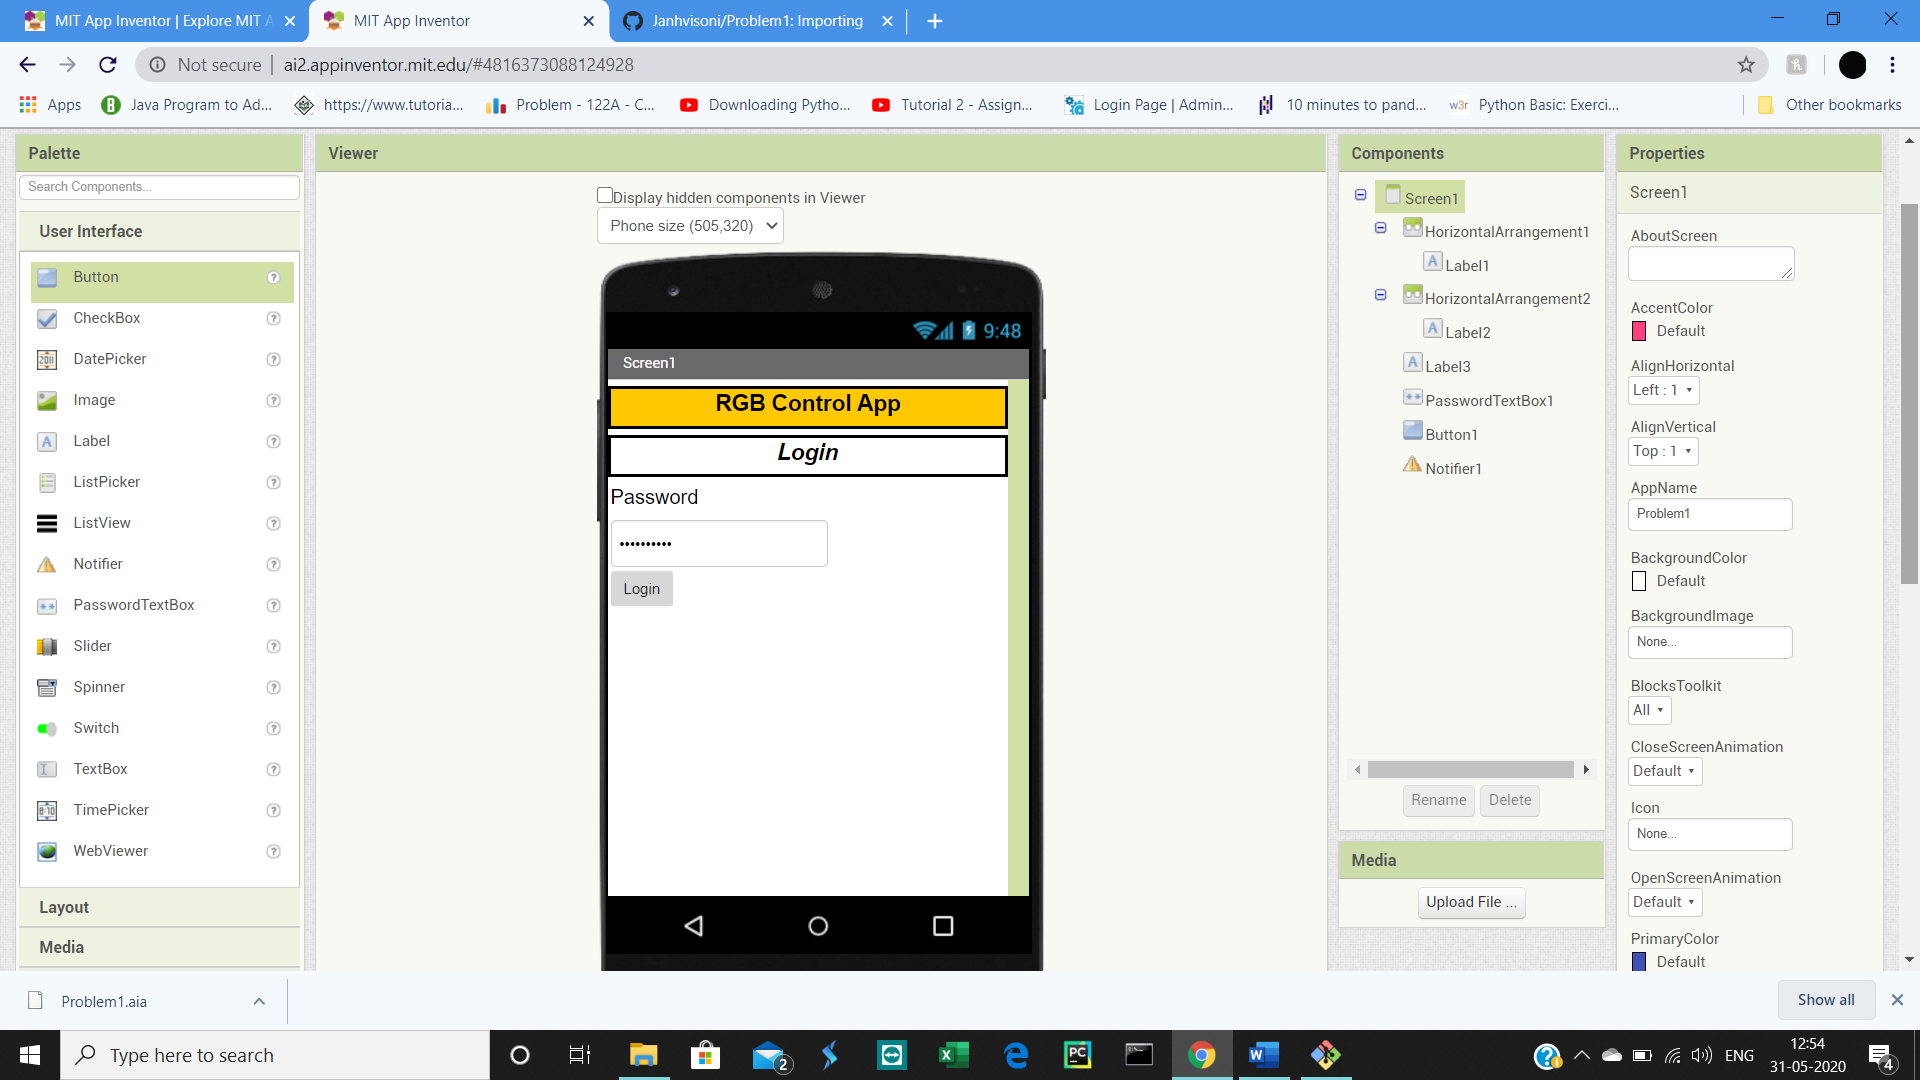 MIT App Inventor | Explore MIT A
MIT App Inventor
Janhvisoni/Problem1: Importing
Not secure | ai2.appinventor.mit.edu/#4816373088124928
Apps
Java Program to Ad...
https://www.tutoria...
Problem - 122A - C...
Downloading Pytho...
Tutorial 2 - Assign...
Login Page | Admin...
10 minutes to pand...
w3r Python Basic: Exerci...
Other bookmarks
Palette
Search Components...
User Interface
Button
CheckBox
DatePicker
Image
Label
ListPicker
ListView
Notifier
PasswordTextBox
Slider
Spinner
Switch
TextBox
TimePicker
WebViewer
Layout
Media
Viewer
Display hidden components in Viewer
Phone size (505,320)
9:48
Screen1
RGB Control App
Login
Password
••••••••••
Login
Components
Screen1
HorizontalArrangement1
Label1
HorizontalArrangement2
Label2
Label3
PasswordTextBox1
Button1
Notifier1
Rename Delete
Media
Upload File ...
Properties
Screen1
AboutScreen
AccentColor
Default
AlignHorizontal
Left : 1
AlignVertical
Top : 1
AppName
Problem1
BackgroundColor
Default
BackgroundImage
None...
BlocksToolkit
All
CloseScreenAnimation
Default
Icon
None...
OpenScreenAnimation
Default
PrimaryColor
Default
Problem1.aia
Show all
Type here to search
2
PC
ENG
12:54
31-05-2020
4